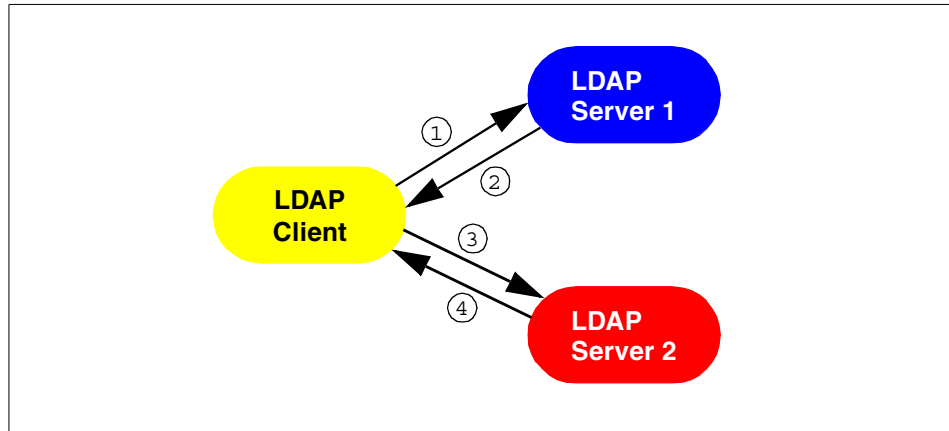 LDAP
Server 1
①
②
LDAP
Client
③
④
LDAP
Server 2